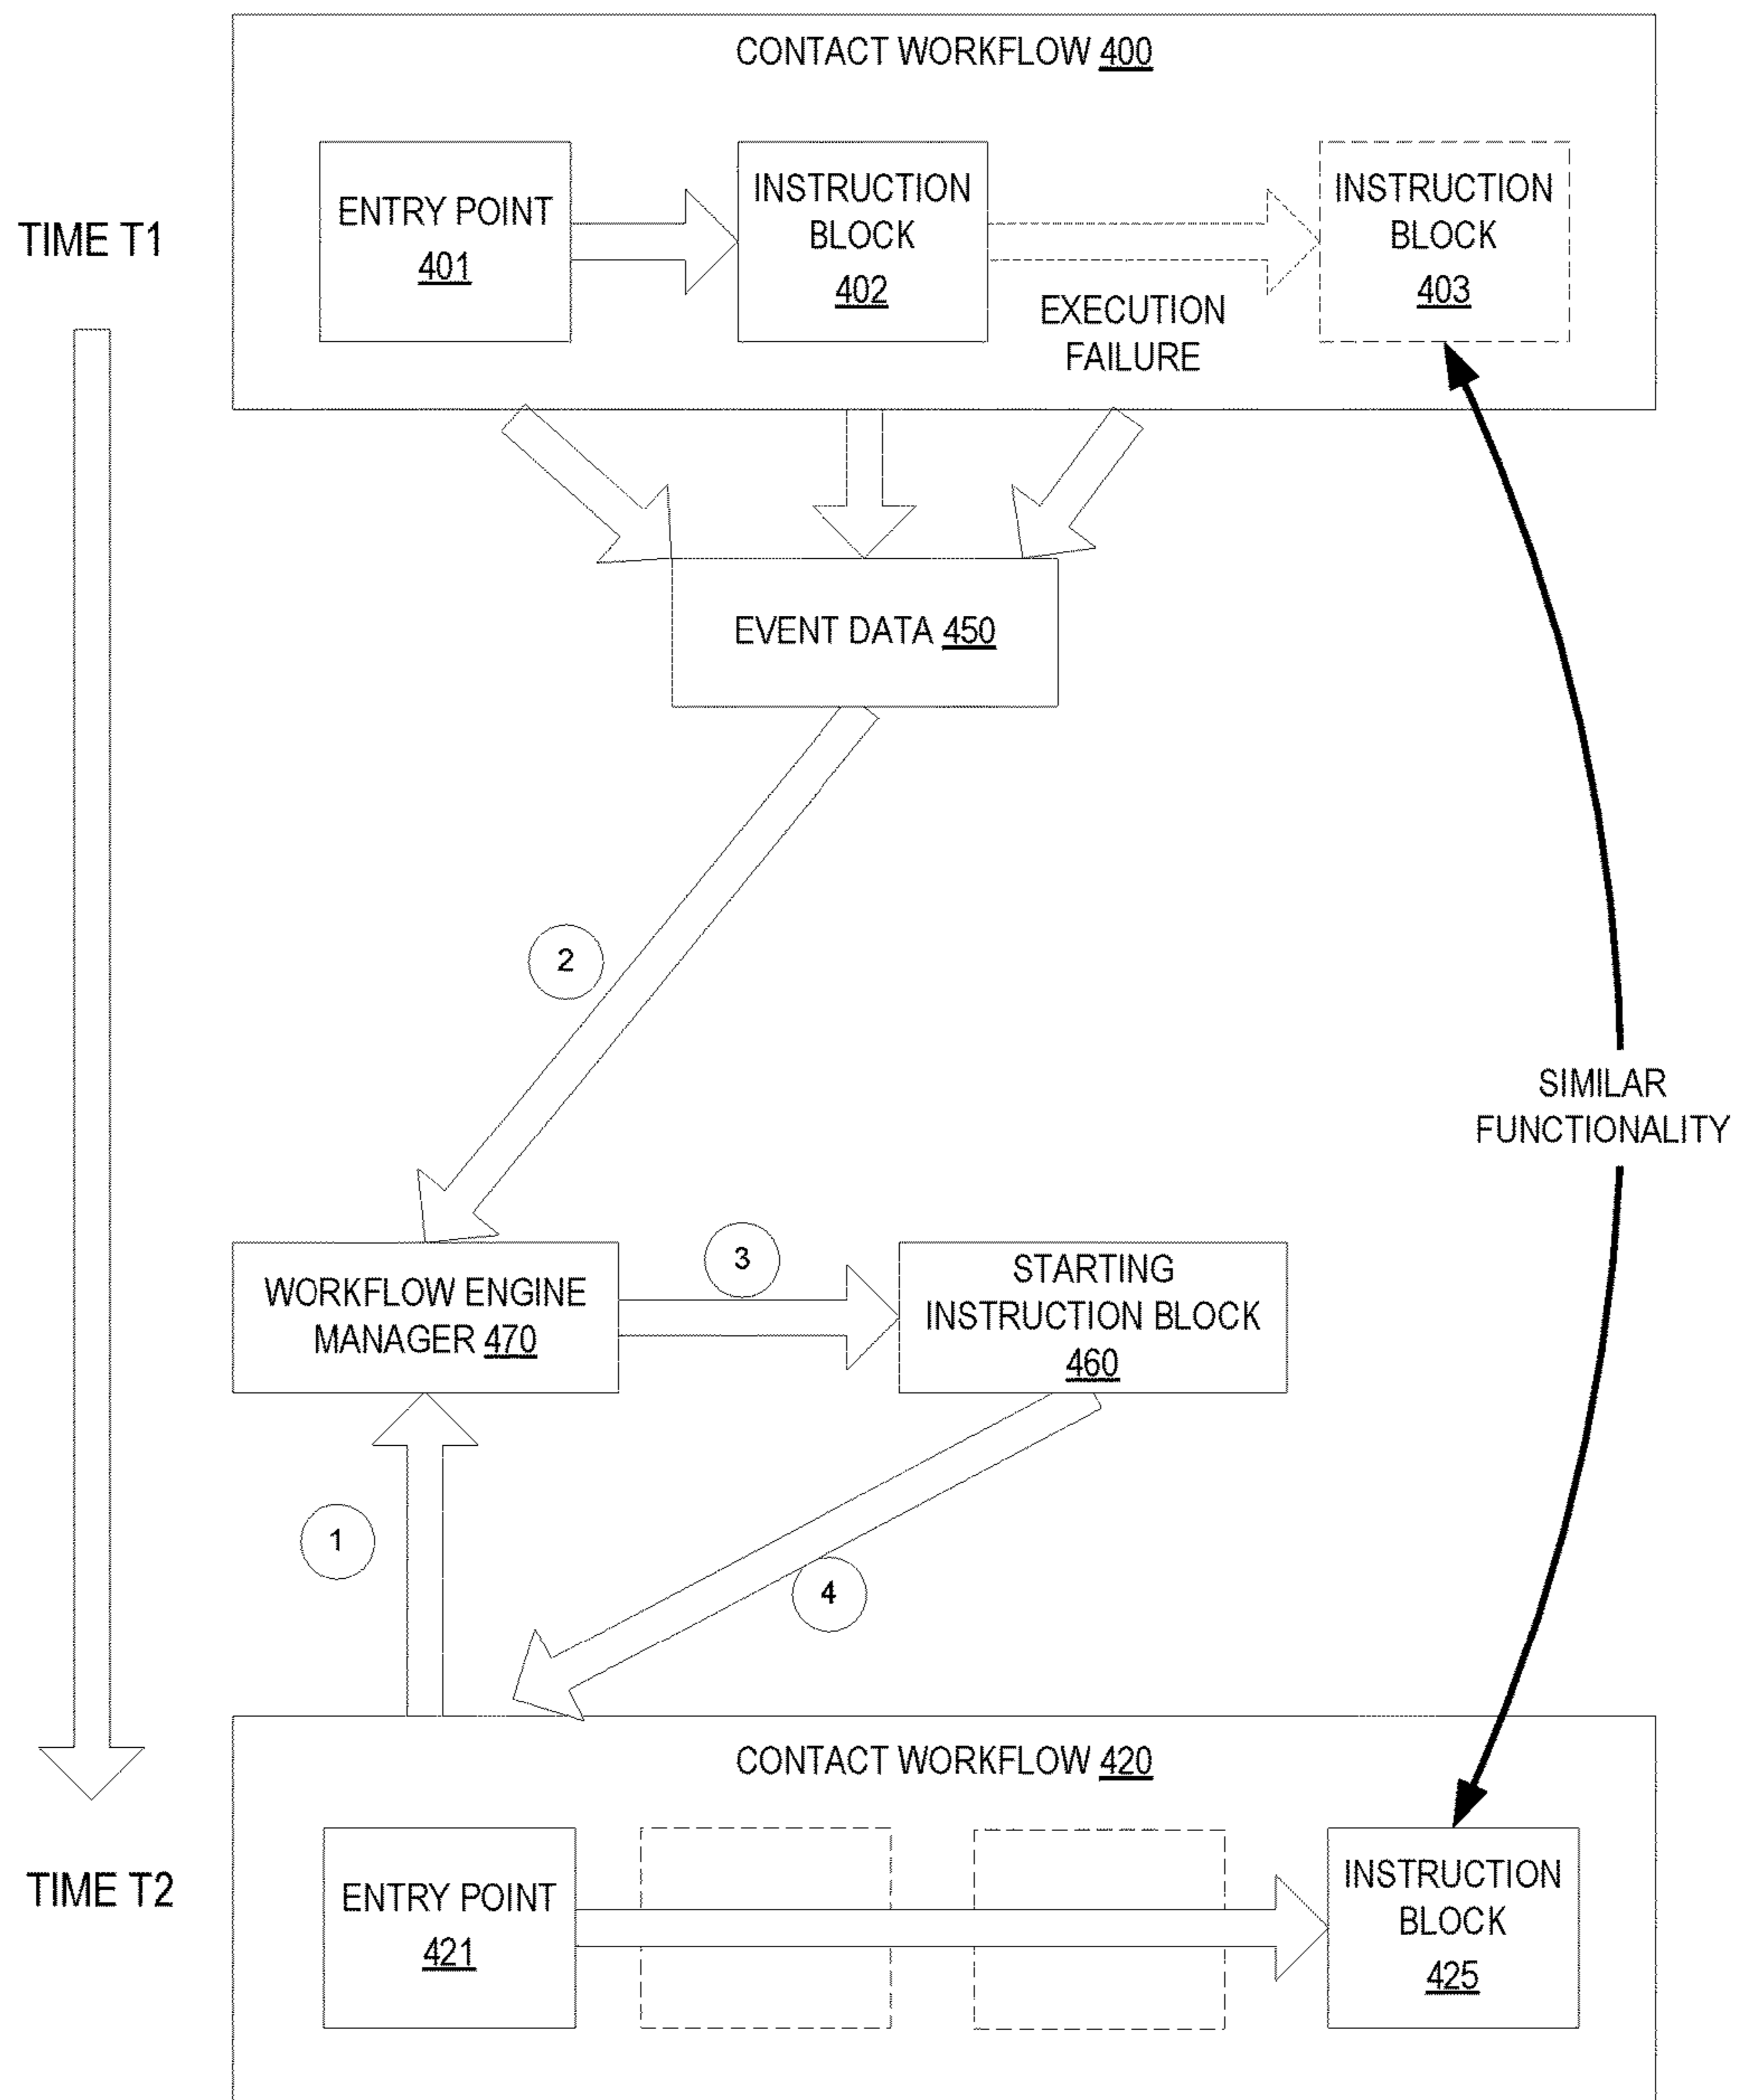 CONTACT WORKFLOW 400
TIME T1
ENTRY POINT
401
INSTRUCTION
BLOCK
402
EXECUTION
FAILURE
INSTRUCTION
BLOCK
403
EVENT DATA 450
2
SIMILAR
FUNCTIONALITY
WORKFLOW ENGINE
MANAGER 470
3
STARTING
INSTRUCTION BLOCK
460
1
4
CONTACT WORKFLOW 420
TIME T2
ENTRY POINT
421
INSTRUCTION
BLOCK
425